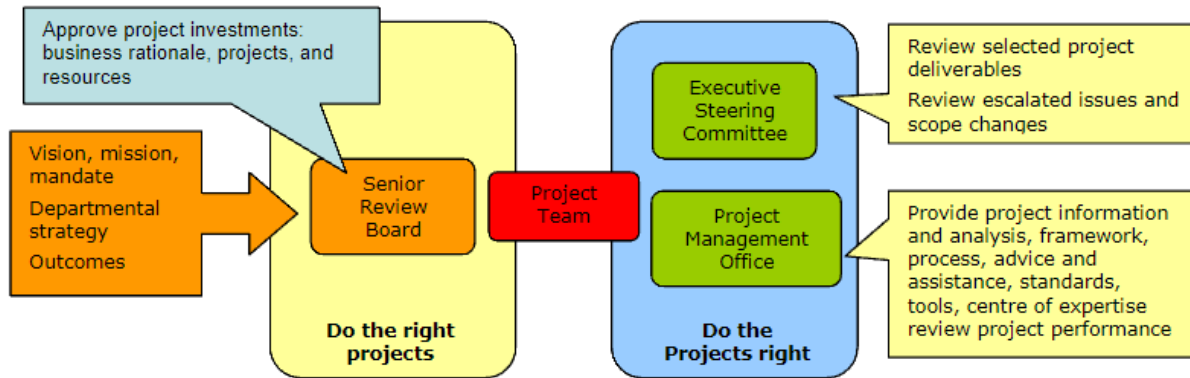 Approve project investments:
business rationale, projects, and
resources
Vision, mission,
mandate
Departmental
strategy
Outcomes
Senior
Review
Board
Do the right
projects
Project
Team
Executive
Steering
Committee
Project
Management
Office
Do the
Projects right
Review selected project
deliverables
Review escalated issues and
scope changes
Provide project information
and analysis, framework,
process, advice and
assistance, standards,
tools, centre of expertise
review project performance